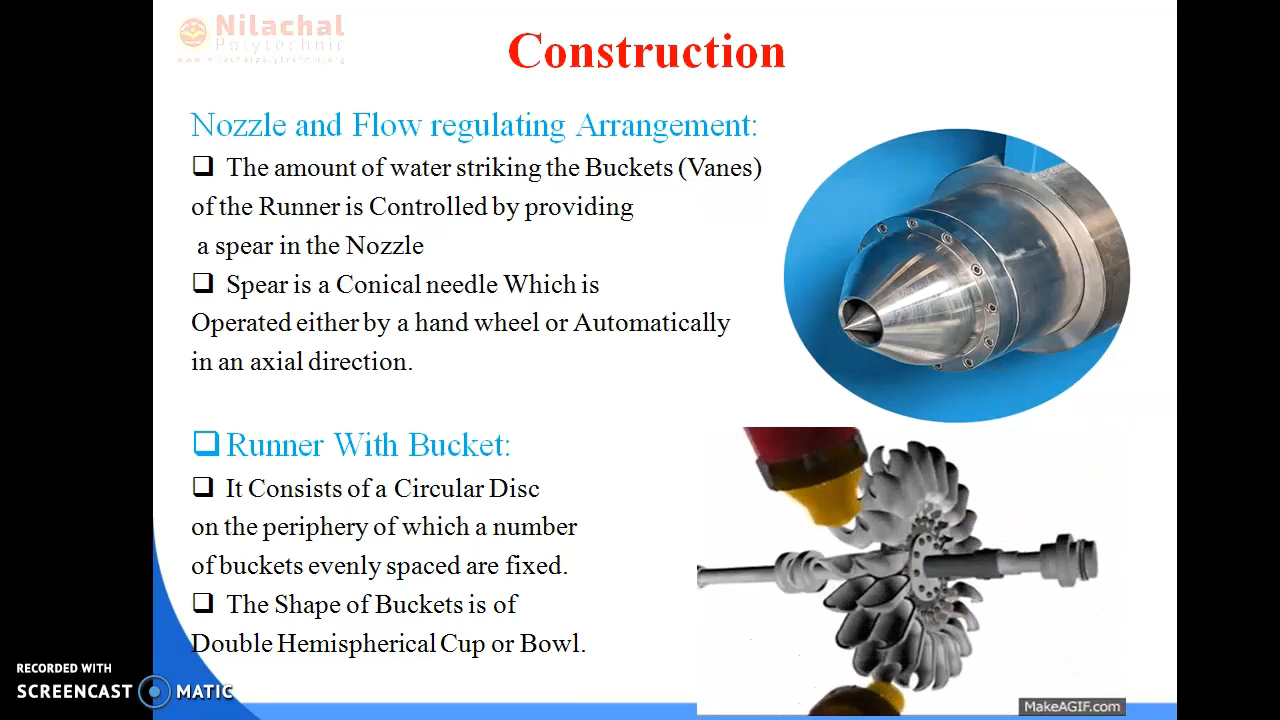 Nilachal
Polytechnic
www.nilachalpolytechnic.org
Construction
Nozzle and Flow regulating Arrangement:
The amount of water striking the Buckets (Vanes)
of the Runner is Controlled by providing
a spear in the Nozzle
Spear is a Conical needle Which is
Operated either by a hand wheel or Automatically
in an axial direction.
Runner With Bucket:
It Consists of a Circular Disc
on the periphery of which a number
of buckets evenly spaced are fixed.
The Shape of Buckets is of
Double Hemispherical Cup or Bowl.
RECORDED WITH
SCREENCAST MATIC
MakeAGIF.com